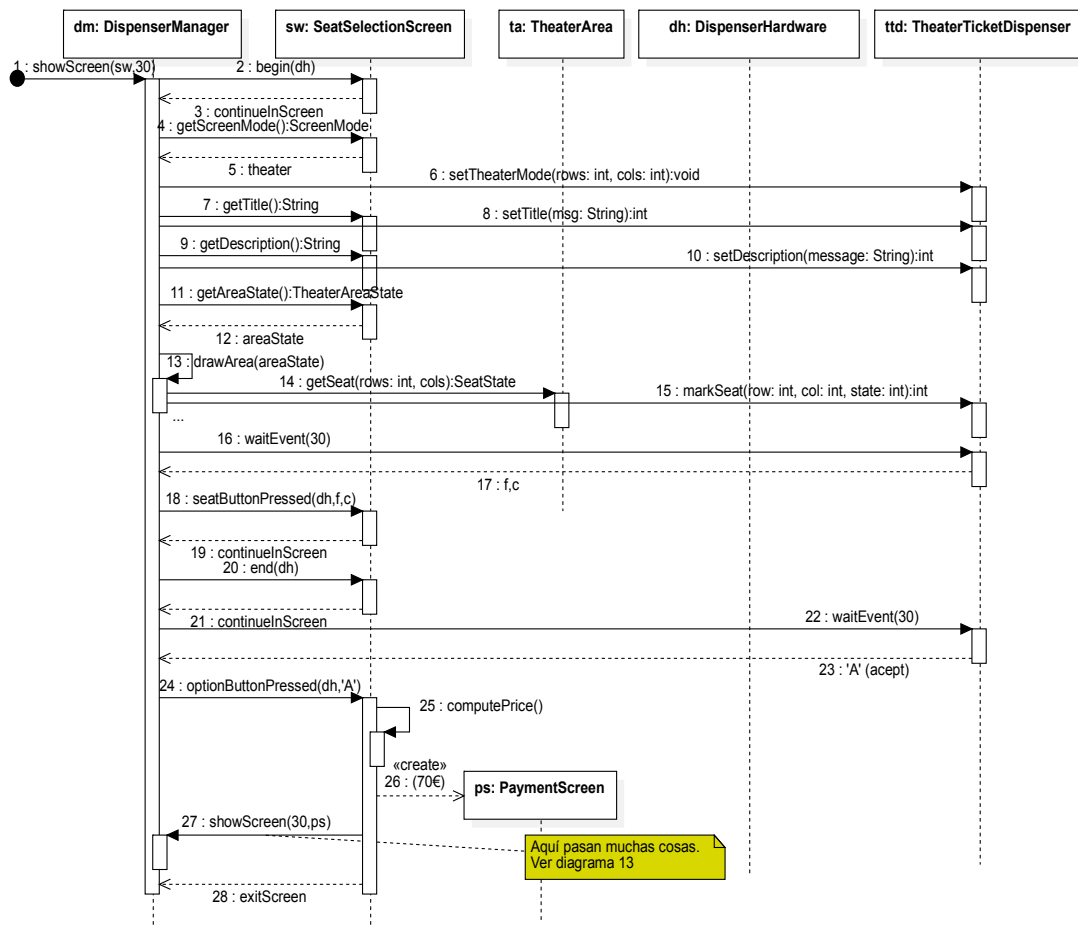 dm: DispenserManager
sw: SeatSelectionScreen
ta: TheaterArea
dh: DispenserHardware
ttd: TheaterTicketDispenser
1 : showScreen(sw,30)
2 : begin(dh)
3 : continueInScreen
4 : getScreenMode():ScreenMode
5 : theater
6 : setTheaterMode(rows: int, cols: int):void
7 : getTitle():String
8 : setTitle(msg: String):int
9 : getDescription():String
10 : setDescription(message: String):int
11 : getAreaState():TheaterAreaState
12 : areaState
13 : drawArea(areaState)
14 : getSeat(rows: int, cols):SeatState
15 : markSeat(row: int, col: int, state: int):int
...
16 : waitEvent(30)
17 : f,c
18 : seatButtonPressed(dh,f,c)
19 : continueInScreen
20 : end(dh)
21 : continueInScreen
22 : waitEvent(30)
23 : 'A' (acept)
24 : optionButtonPressed(dh,'A')
25 : computePrice()
«create»
26 : (70€)
ps: PaymentScreen
27 : showScreen(30,ps)
Aquí pasan muchas cosas.
Ver diagrama 13
28 : exitScreen